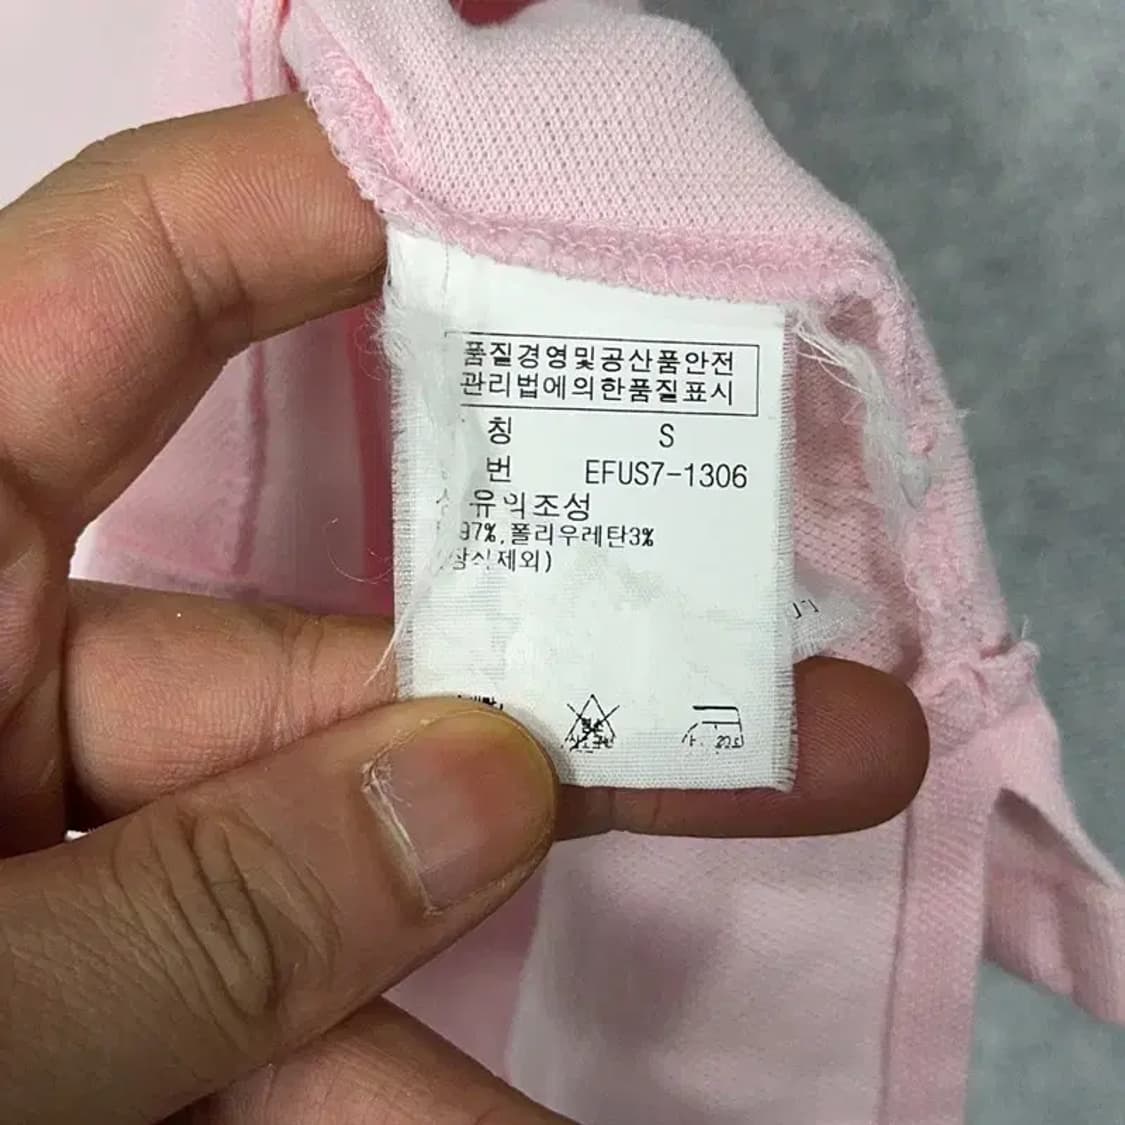 품질경영및공산품안전
관리법에의한품질표시
칭 S
번 EFUS7-1306
유의조성
97%, 폴리우레탄3%
(장식제외)